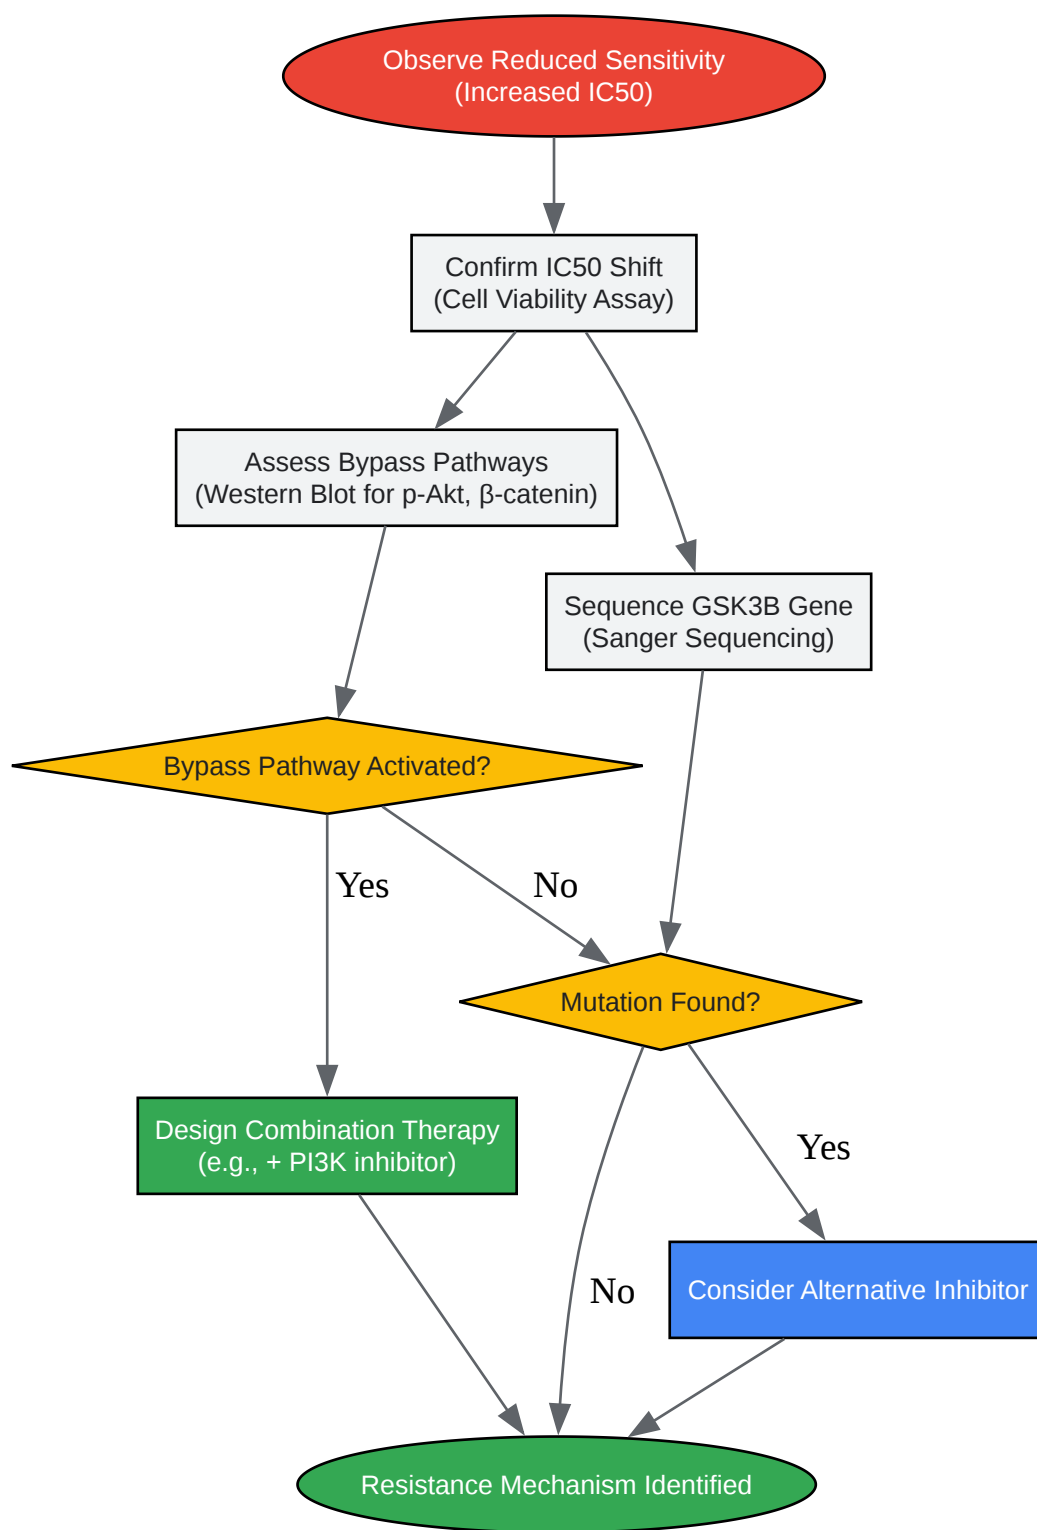 Observe Reduced Sensitivity
(Increased IC50)
Confirm IC50 Shift
(Cell Viability Assay)
Assess Bypass Pathways
(Western Blot for p-Akt, β-catenin)
Sequence GSK3B Gene
(Sanger Sequencing)
Bypass Pathway Activated?
Yes
No
Mutation Found?
Design Combination Therapy
(e.g., + PI3K inhibitor)
Yes
No
Consider Alternative Inhibitor
Resistance Mechanism Identified